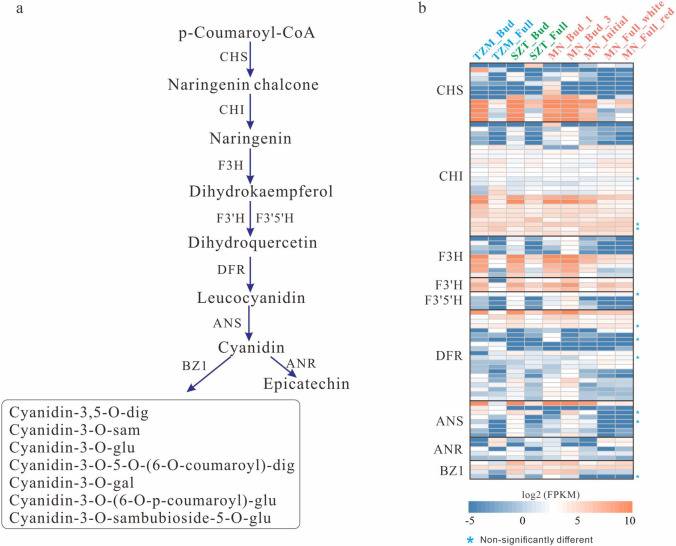 a
p-Coumaroyl-CoA
CHS
Naringenin chalcone
CHI
Naringenin
F3H
Dihydrokaempferol
F3'H F3'5'H
Dihydroquercetin
DFR
Leucocyanidin
ANS
Cyanidin
BZ1 ANR
Epicatechin
Cyanidin-3,5-O-dig
Cyanidin-3-O-sam
Cyanidin-3-O-glu
Cyanidin-3-O-5-O-(6-O-coumaroyl)-dig
Cyanidin-3-O-gal
Cyanidin-3-O-(6-O-p-coumaroyl)-glu
Cyanidin-3-O-sambubioside-5-O-glu
b
TZM_Bud
TZM_Full
SZT_Bud
SZT_Full
MN_Bud_1
MN_Bud_3
MN_Initial
MN_Full_white
MN_Full_red
CHS
CHI
*
*
*
F3H
F3'H
*
F3'5'H
*
*
DFR
*
*
ANS
*
ANR
BZ1
*
log2 (FPKM)
-5 0 5 10
* Non-significantly different